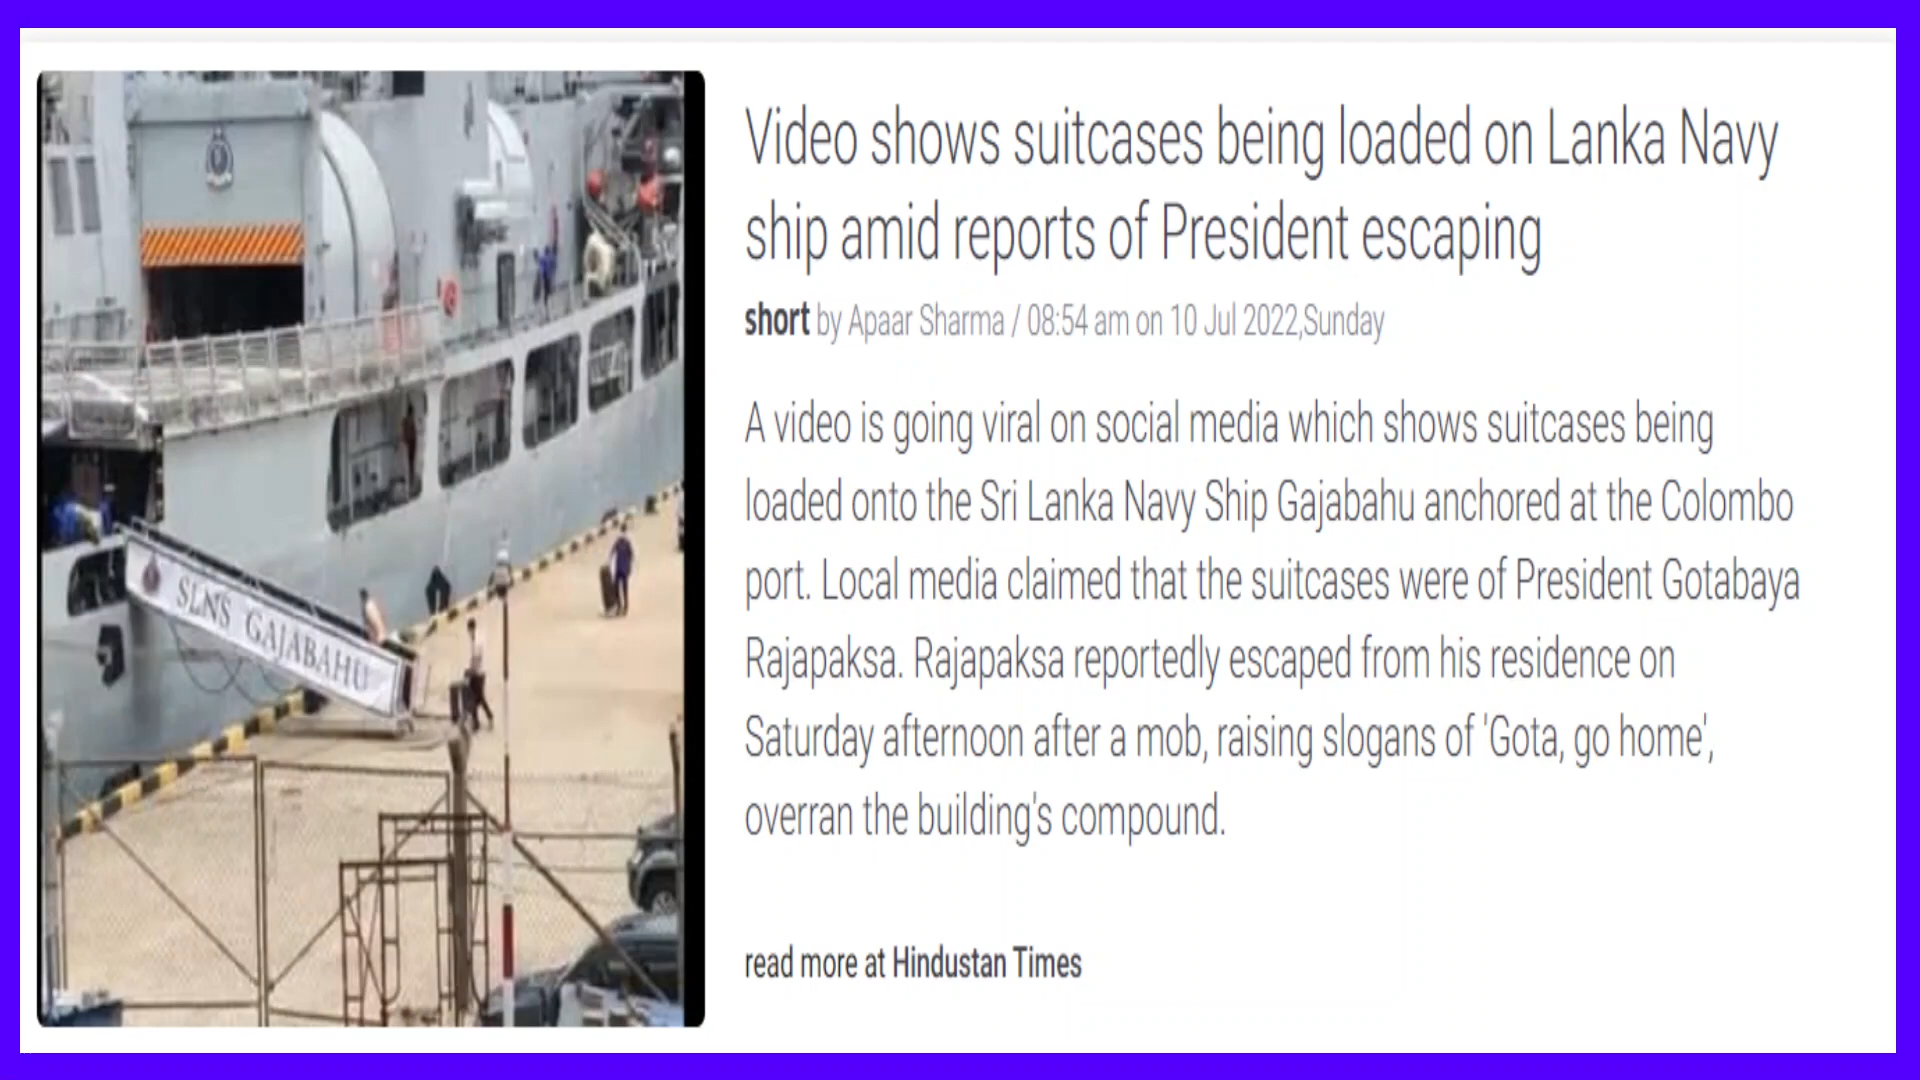 Video shows suitcases being loaded on Lanka Navy
ship amid reports of President escaping
short by Apaar Sharma / 08:54 am on 10 Jul 2022,Sunday
A video is going viral on social media which shows suitcases being
loaded onto the Sri Lanka Navy Ship Gajabahu anchored at the Colombo
port. Local media claimed that the suitcases were of President Gotabaya
Rajapaksa. Rajapaksa reportedly escaped from his residence on
Saturday afternoon after a mob, raising slogans of 'Gota, go home',
overran the building's compound.
read more at Hindustan Times
SLNS GAJABAHU